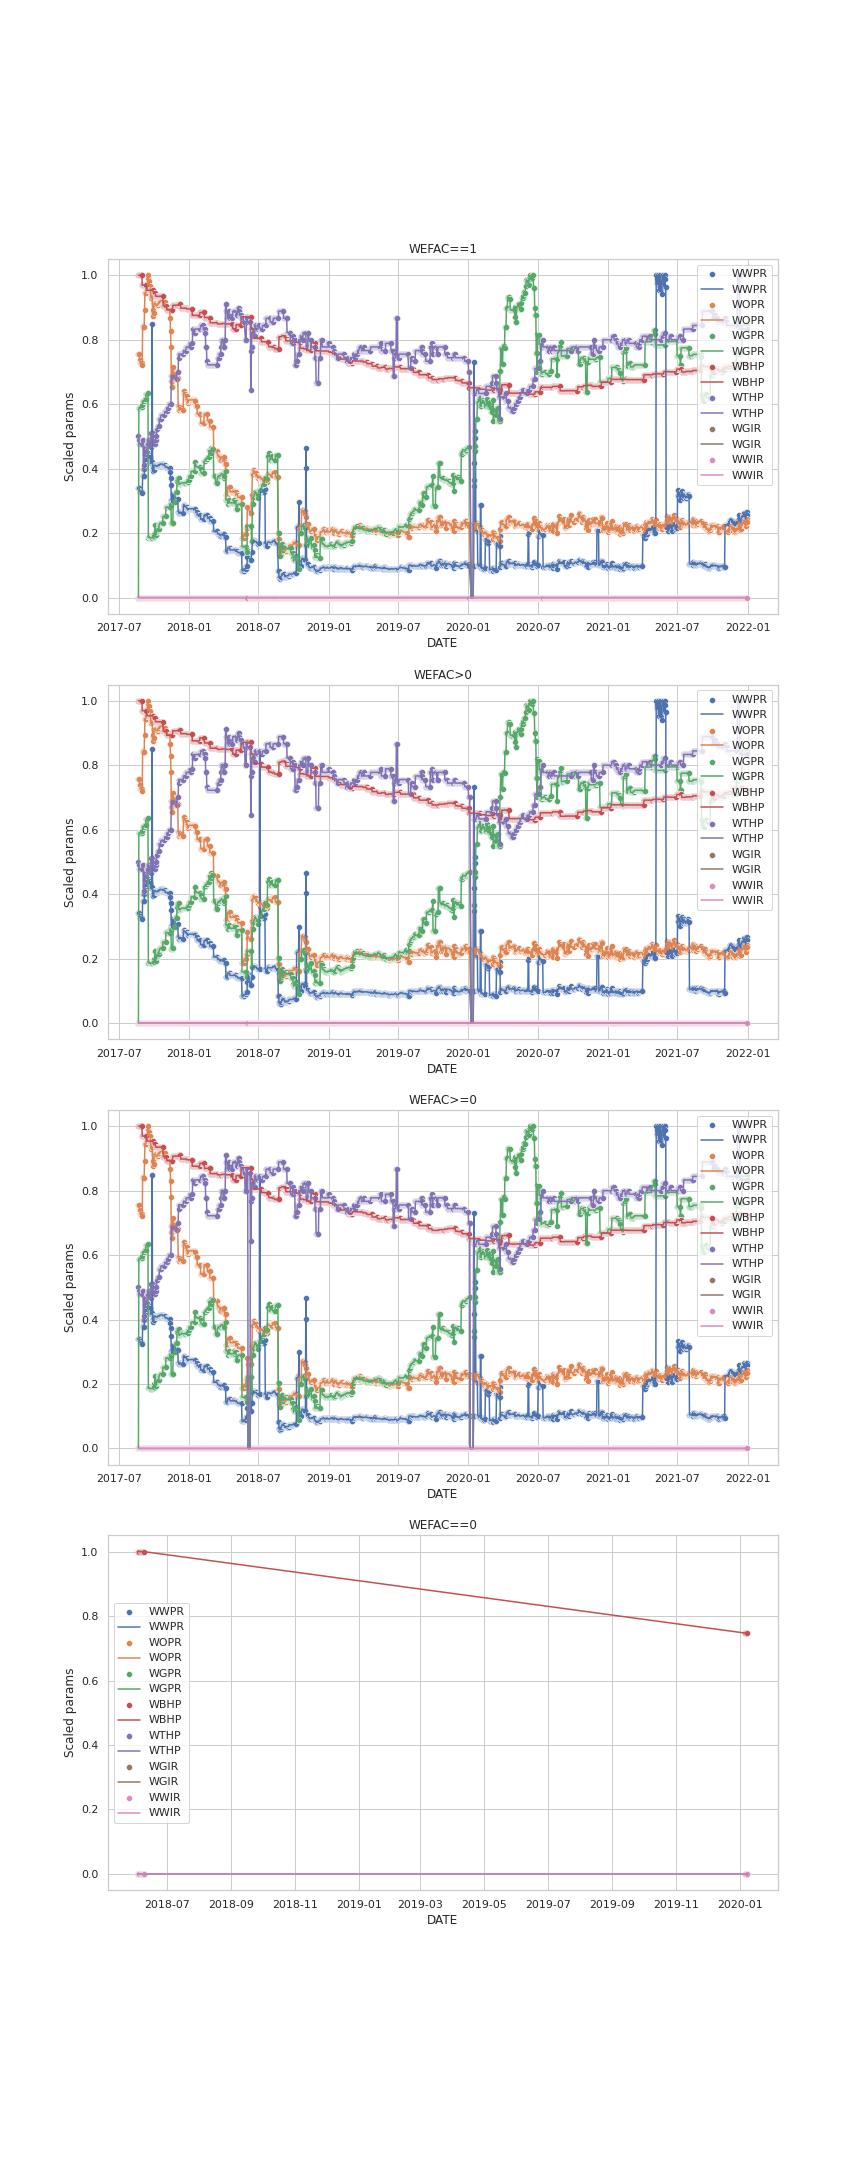 WEFAC==1
1.0
0.8
0.6
0.4
0.2
0.0
Scaled params
WWPR
WWPR
WOPR
WOPR
WGPR
WGPR
WBHP
WBHP
WTHP
WTHP
WGIR
WGIR
WWIR
WWIR
2017-07 2018-01 2018-07 2019-01 2019-07 2020-01 2020-07 2021-01 2021-07 2022-01
DATE
WEFAC>0
1.0
0.8
0.6
0.4
0.2
0.0
Scaled params
WWPR
WWPR
WOPR
WOPR
WGPR
WGPR
WBHP
WBHP
WTHP
WTHP
WGIR
WGIR
WWIR
WWIR
2017-07 2018-01 2018-07 2019-01 2019-07 2020-01 2020-07 2021-01 2021-07 2022-01
DATE
WEFAC>=0
1.0
0.8
0.6
0.4
0.2
0.0
Scaled params
WWPR
WWPR
WOPR
WOPR
WGPR
WGPR
WBHP
WBHP
WTHP
WTHP
WGIR
WGIR
WWIR
WWIR
2017-07 2018-01 2018-07 2019-01 2019-07 2020-01 2020-07 2021-01 2021-07 2022-01
DATE
WEFAC==0
1.0
0.8
0.6
0.4
0.2
0.0
Scaled params
WWPR
WWPR
WOPR
WOPR
WGPR
WGPR
WBHP
WBHP
WTHP
WTHP
WGIR
WGIR
WWIR
WWIR
2018-07 2018-09 2018-11 2019-01 2019-03 2019-05 2019-07 2019-09 2019-11 2020-01
DATE